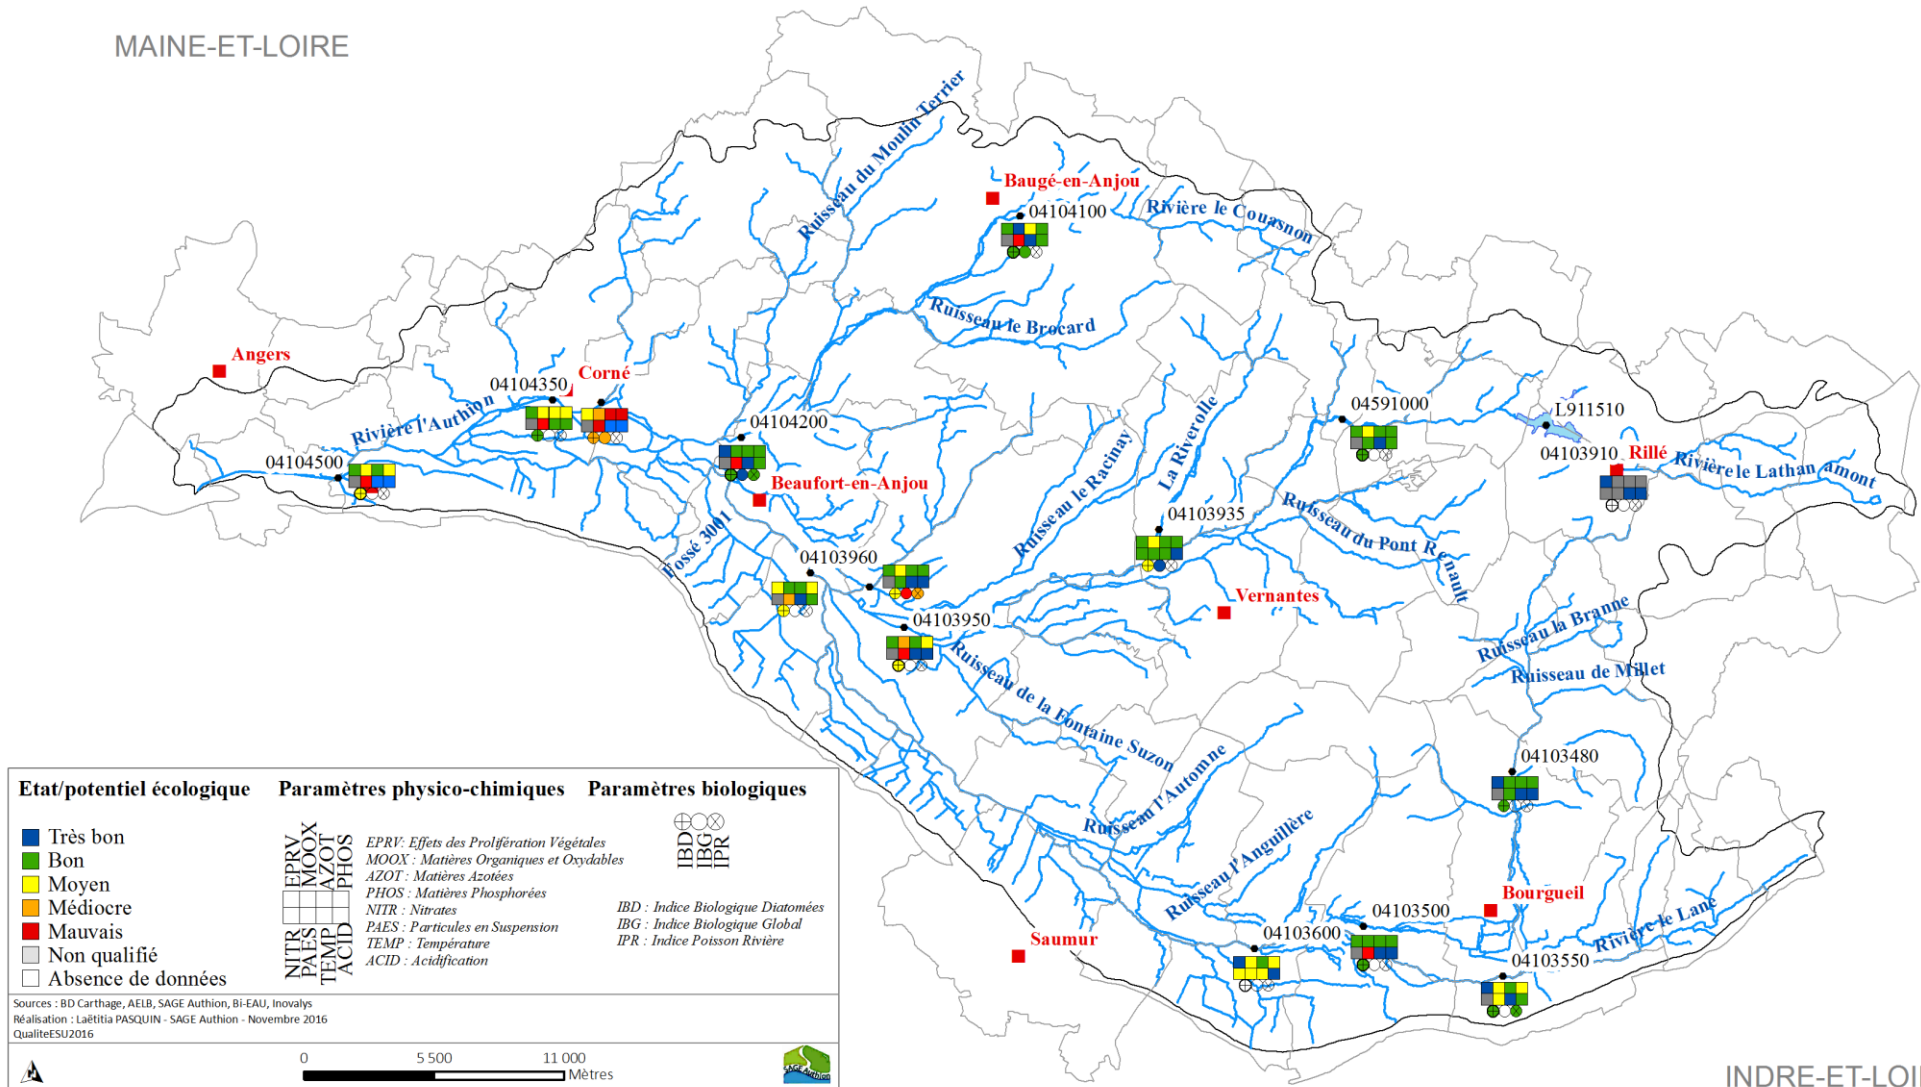 MAINE-ET-LOIRE
Ruisseau du Moulin Terrier
Baugé-en-Anjou
04104100
Rivière le Couasnon
Ruisseau le Brocard
Angers
Corné
04104350
Rivière l'Authion
04104200
04104500
Beaufort-en-Anjou
Fossé 3001
04103960
04103950
Ruisseau le Racinay
La Riverolle
04103935
04591000
L911510
04103910
Rillé
Rivière le Lathan amont
Ruisseau du Pont Renault
Vernantes
Ruisseau la Branne
Ruisseau de Millet
Ruisseau de la Fontaine Suzon
Ruisseau l'Automne
Ruisseau l'Anguillère
04103480
Bourgueil
04103500
04103600
Rivière le Lane
04103550
Saumur
Etat/potentiel écologique
Très bon
Bon
Moyen
Médiocre
Mauvais
Non qualifié
Absence de données
Paramètres physico-chimiques
EPRV
MOOX
AZOT
PHOS
NITR
PAES
TEMP
ACID
EPRV: Effets des Prolifération Végétales
MOOX : Matières Organiques et Oxydables
AZOT : Matières Azotées
PHOS : Matières Phosphorées
NITR : Nitrates
PAES : Particules en Suspension
TEMP : Température
ACID : Acidification
Paramètres biologiques
IBD
IBG
IPR
IBD : Indice Biologique Diatomées
IBG : Indice Biologique Global
IPR : Indice Poisson Rivière
Sources : BD Carthage, AELB, SAGE Authion, Bi-EAU, Inovalys
Réalisation : Laëtitia PASQUIN - SAGE Authion - Novembre 2016
QualiteESU2016
0 5 500 11 000
Mètres
SAGE Authion
INDRE-ET-LOI